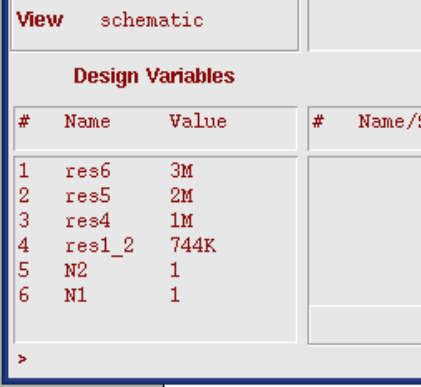 View schematic
Design Variables
# Name Value # Name/S
1 res6 3M
2 res5 2M
3 res4 1M
4 res1_2 744K
5 N2 1
6 N1 1
>